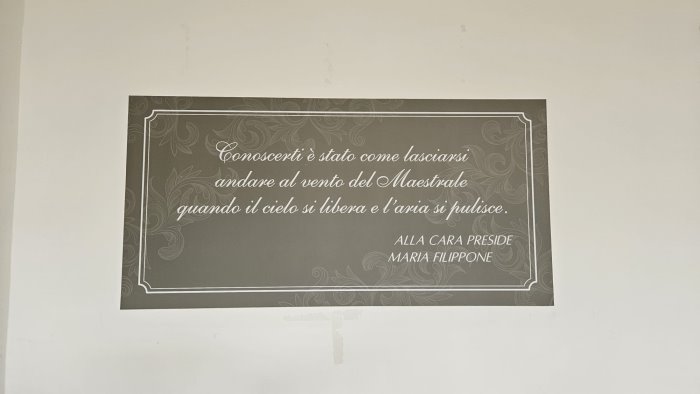 Conoscerti è stato come lasciarsi
andare al vento del Maestrale
quando il cielo si libera e l'aria si pulisce.
ALLA CARA PRESIDE
MARIA FILIPPONE